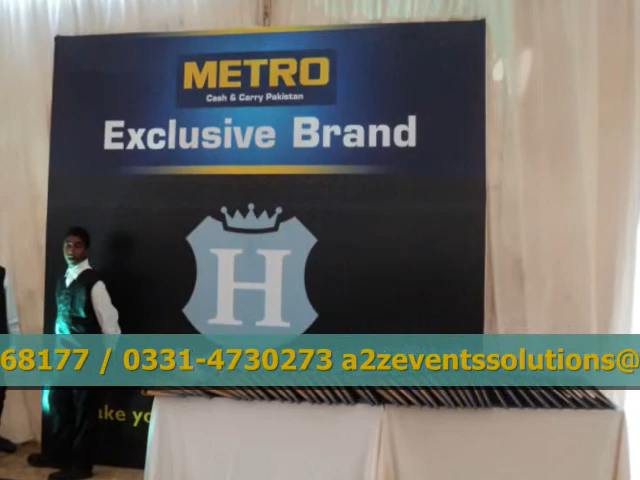 METRO
Cash & Carry Pakistan
Exclusive Brand
H
68177 / 0331-4730273 a2zeventssolutions@